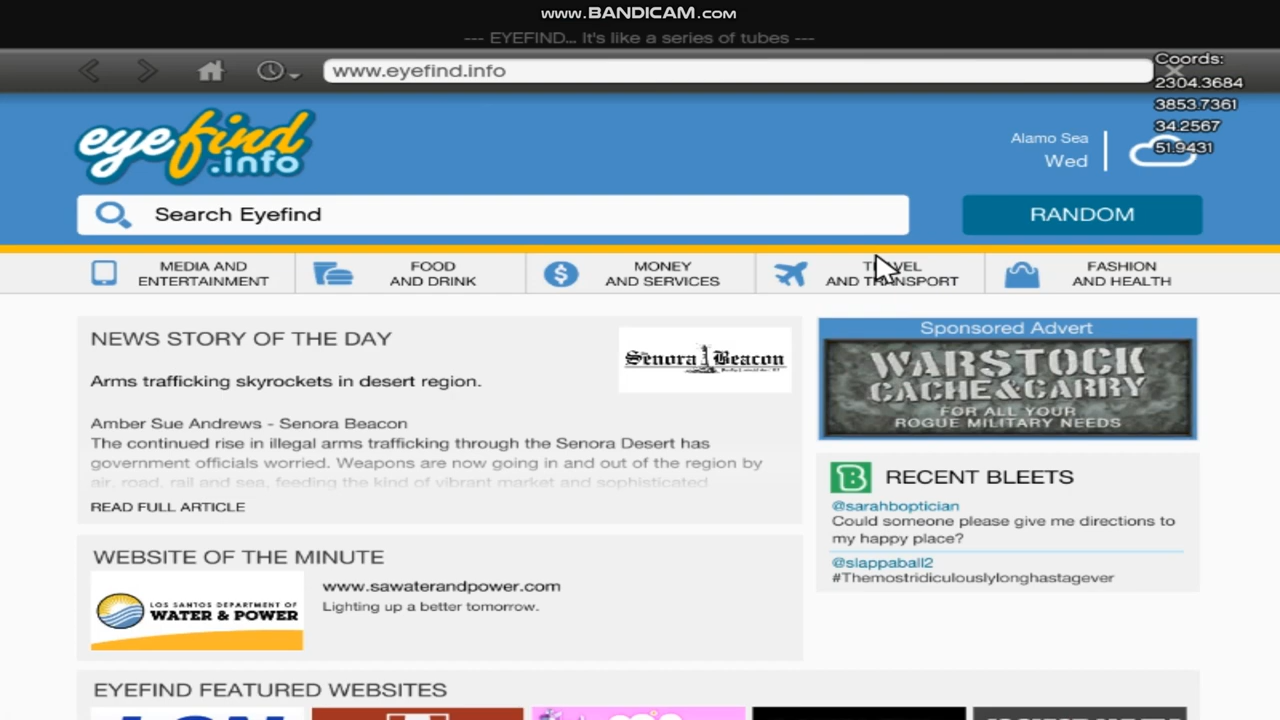 www.BANDICAM.com
--- EYEFIND... It's like a series of tubes ---
www.eyefind.info
Coords:
2304.3684
3853.7361
34.2567
51.9431
eyefind
.info
Alamo Sea
Wed
Search Eyefind
RANDOM
MEDIA AND
ENTERTAINMENT
FOOD
AND DRINK
MONEY
AND SERVICES
TRAVEL
AND TRANSPORT
FASHION
AND HEALTH
NEWS STORY OF THE DAY
Senora Beacon
Arms trafficking skyrockets in desert region.
Amber Sue Andrews - Senora Beacon
The continued rise in illegal arms trafficking through the Senora Desert has
government officials worried. Weapons are now going in and out of the region by
air, road, rail and sea, feeding the kind of vibrant market and sophisticated
READ FULL ARTICLE
Sponsored Advert
WARSTOCK
CACHE&CARRY
FOR ALL YOUR
ROGUE MILITARY NEEDS
B RECENT BLEETS
@sarahboptician
Could someone please give me directions to
my happy place?
@slappaball2
#Themostridiculouslylonghastagever
WEBSITE OF THE MINUTE
LOS SANTOS DEPARTMENT OF
WATER & POWER
www.sawaterandpower.com
Lighting up a better tomorrow.
EYEFIND FEATURED WEBSITES